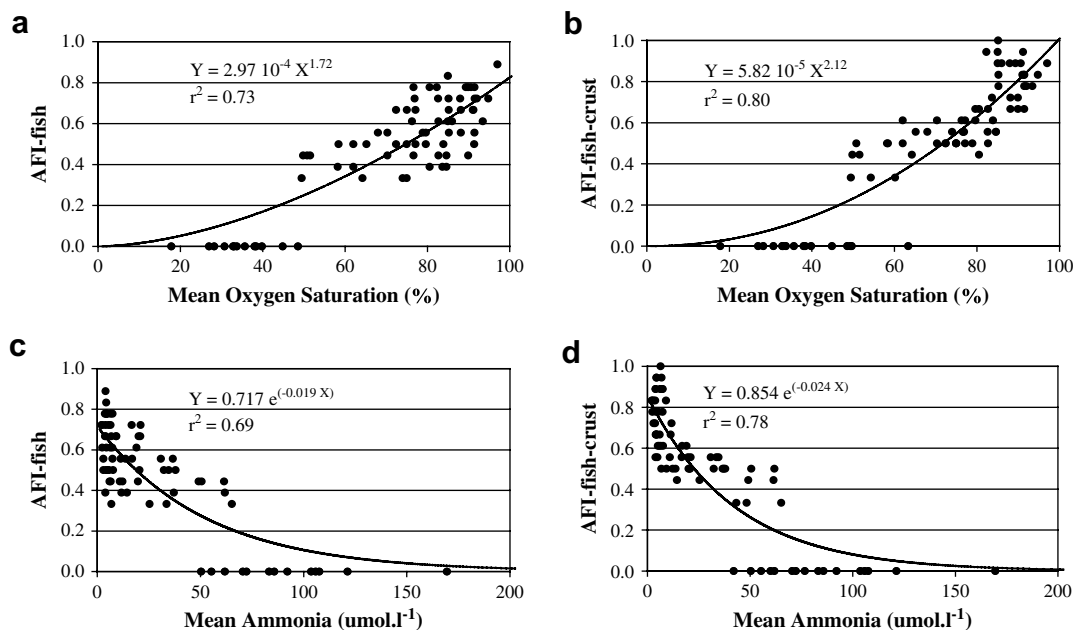 a
1.0
0.8
0.6
0.4
0.2
0.0
AFI-fish
Y = 2.97 10⁻⁴ X¹·⁷²
r² = 0.73
0 20 40 60 80 100
Mean Oxygen Saturation (%)
b
1.0
0.8
0.6
0.4
0.2
0.0
AFI-fish-crust
Y = 5.82 10⁻⁵ X²·¹²
r² = 0.80
0 20 40 60 80 100
Mean Oxygen Saturation (%)
c
1.0
0.8
0.6
0.4
0.2
0.0
AFI-fish
Y = 0.717 e⁽⁻⁰·⁰¹⁹ ˣ⁾
r² = 0.69
0 50 100 150 200
Mean Ammonia (umol.l⁻¹)
d
1.0
0.8
0.6
0.4
0.2
0.0
AFI-fish-crust
Y = 0.854 e⁽⁻⁰·⁰²⁴ ˣ⁾
r² = 0.78
0 50 100 150 200
Mean Ammonia (umol.l⁻¹)